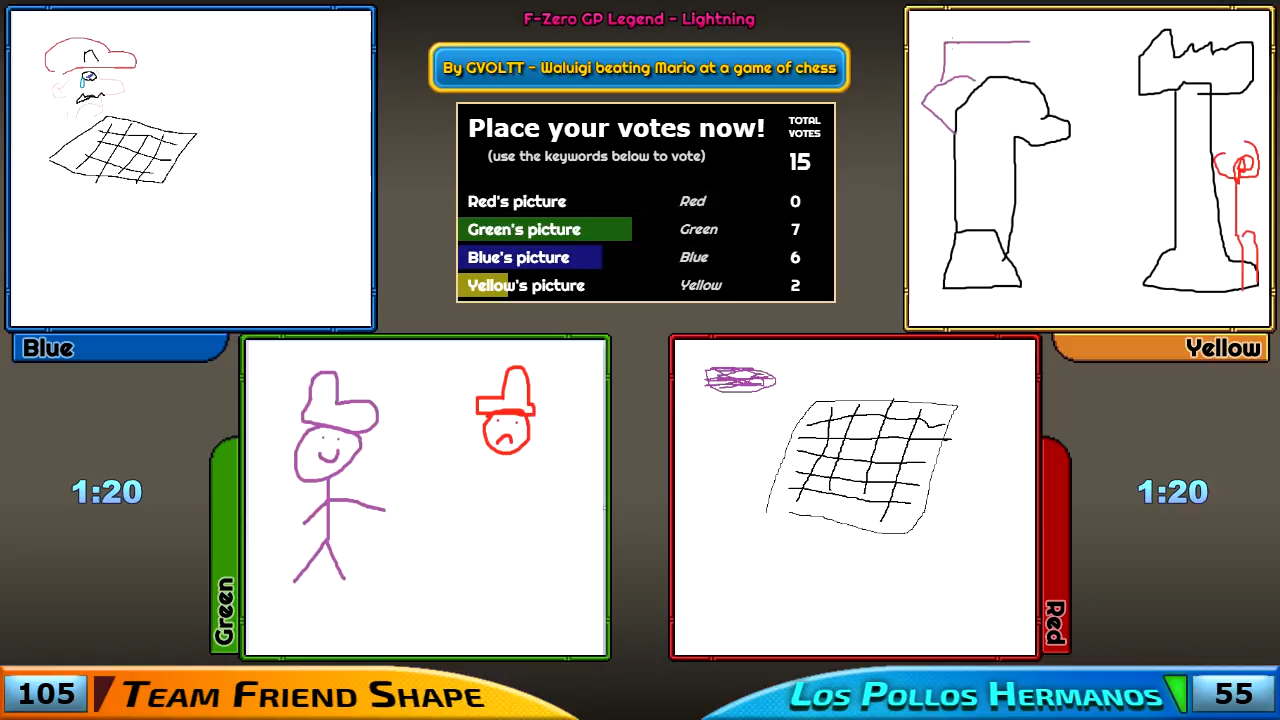 F-Zero GP Legend - Lightning
By GVOLTT - Waluigi beating Mario at a game of chess
Place your votes now!
(use the keywords below to vote)
TOTAL
VOTES
15
Red's picture Red 0
Green's picture Green 7
Blue's picture Blue 6
Yellow's picture Yellow 2
Blue
Yellow
1:20
Green
1:20
Red
105 TEAM FRIEND SHAPE
LOS POLLOS HERMANOS 55